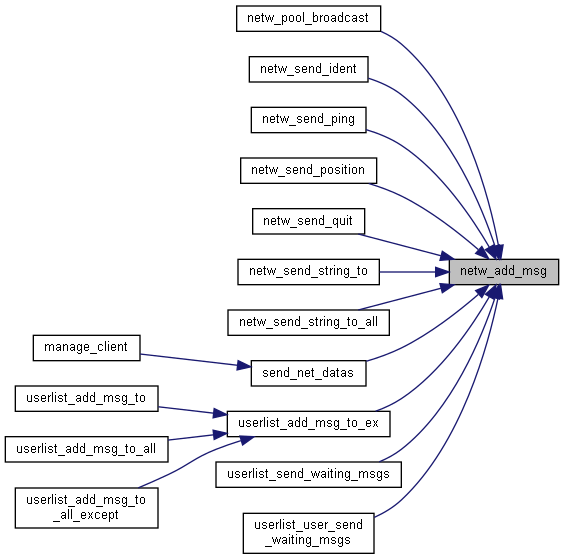 netw_pool_broadcast
netw_send_ident
netw_send_ping
netw_send_position
netw_send_quit
netw_add_msg
netw_send_string_to
netw_send_string_to_all
manage_client
send_net_datas
userlist_add_msg_to
userlist_add_msg_to_ex
userlist_add_msg_to_all
userlist_send_waiting_msgs
userlist_add_msg_to
_all_except
userlist_user_send
_waiting_msgs